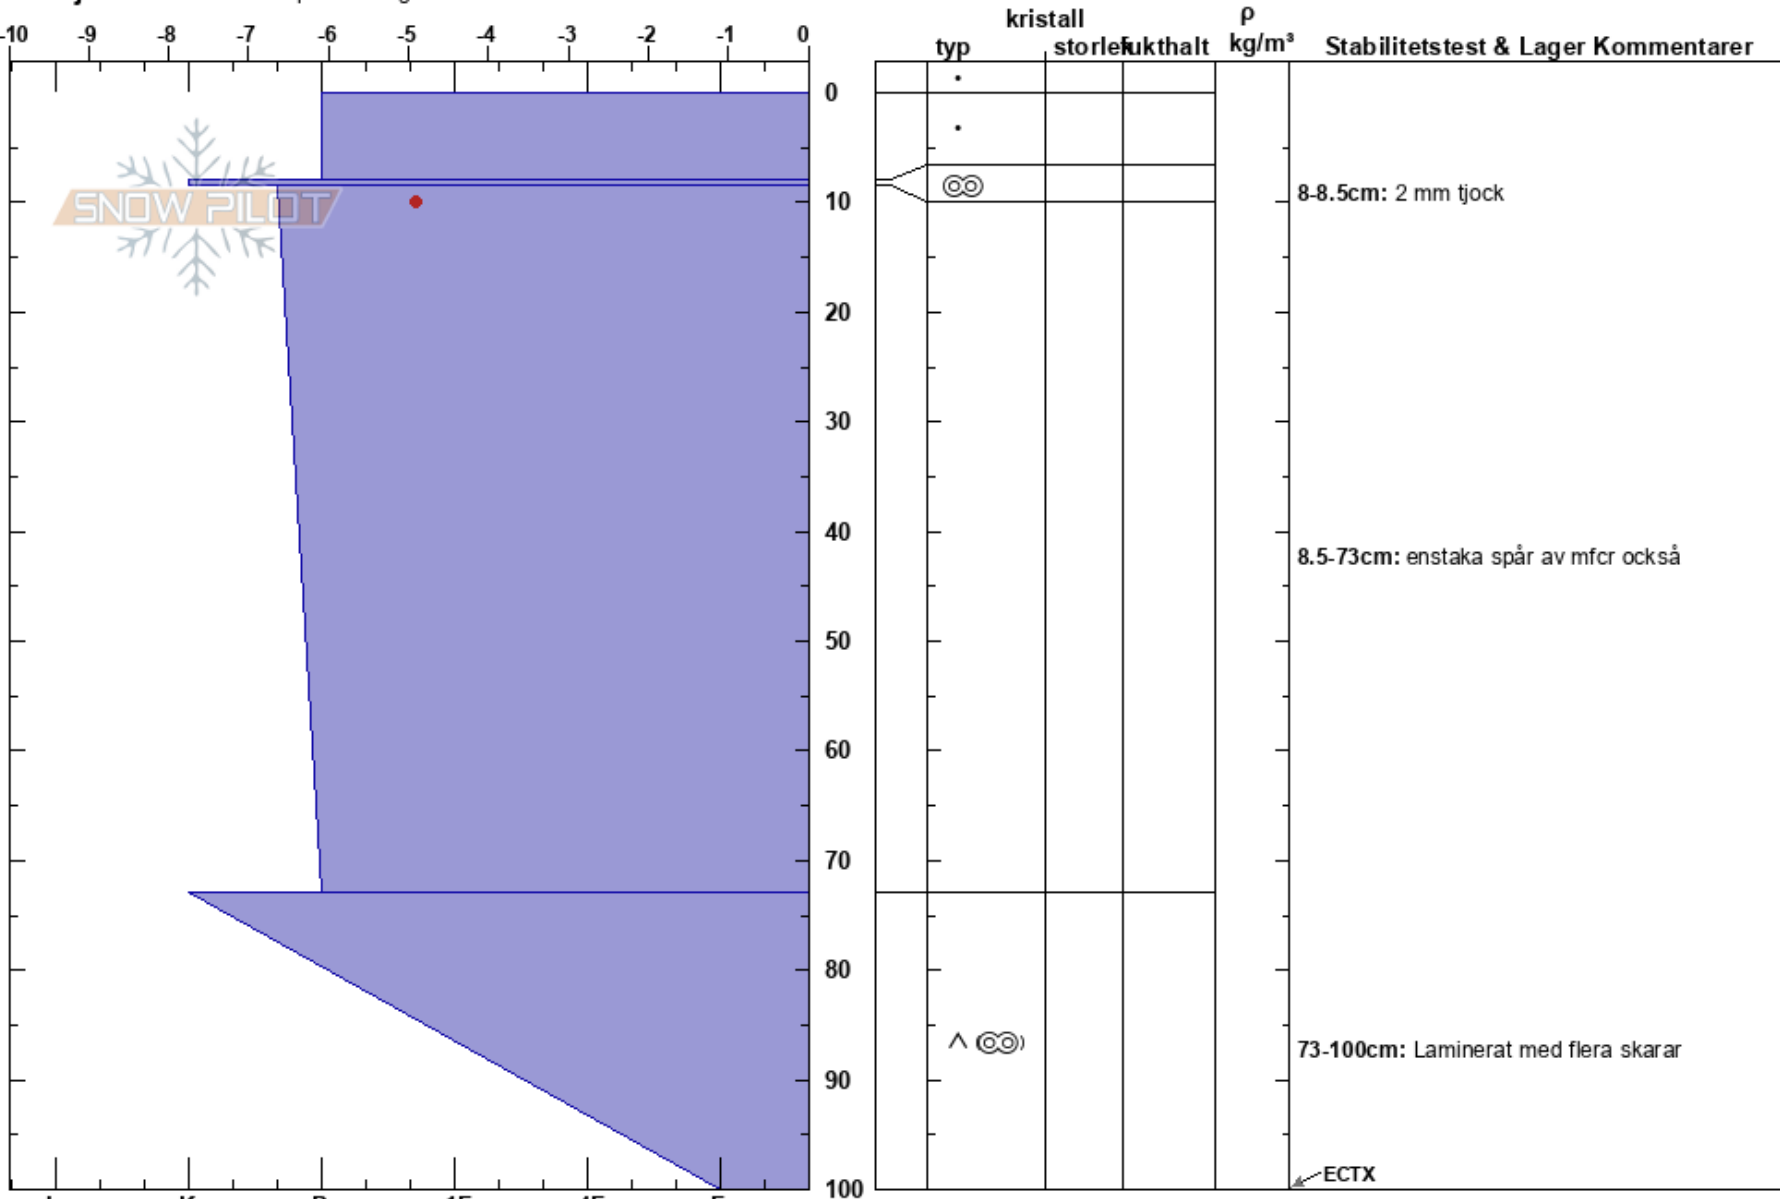 kristall
ρ
-10 -9 -8 -7 -6 -5 -4 -3 -2 -1 0
typ storlek fukthalt kg/m³ Stabilitetstest & Lager Kommentarer
0
SNOW PILOT
10
8-8.5cm: 2 mm tjock
20
30
40
8.5-73cm: enstaka spår av mfcr också
50
60
70
80
73-100cm: Laminerat med flera skarar
90
ECTX
100